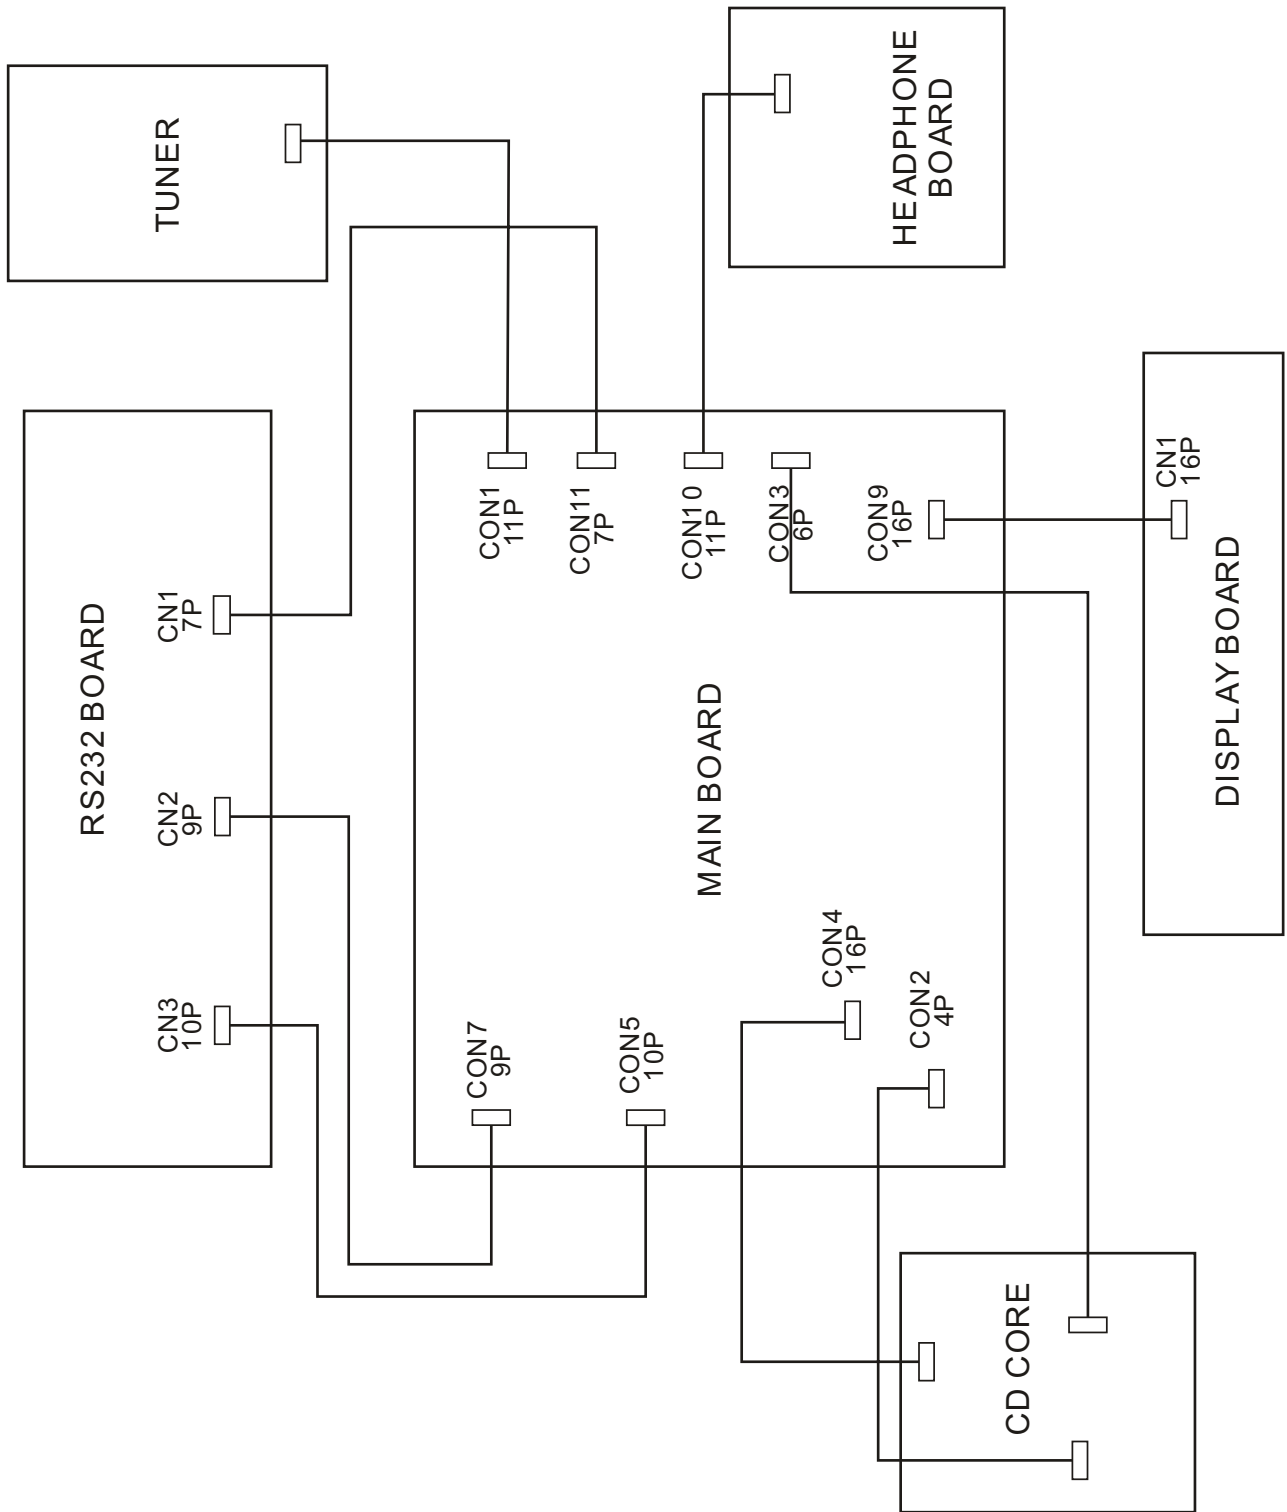 TUNER
HEADPHONE
BOARD
RS232 BOARD
CN1
7P
CN2
9P
CN3
10P
MAIN BOARD
CON1
11P
CON11
7P
CON10
11P
CON3
6P
CON9
16P
CON4
16P
CON2
4P
CON7
9P
CON5
10P
DISPLAY BOARD
CN1
16P
CD CORE